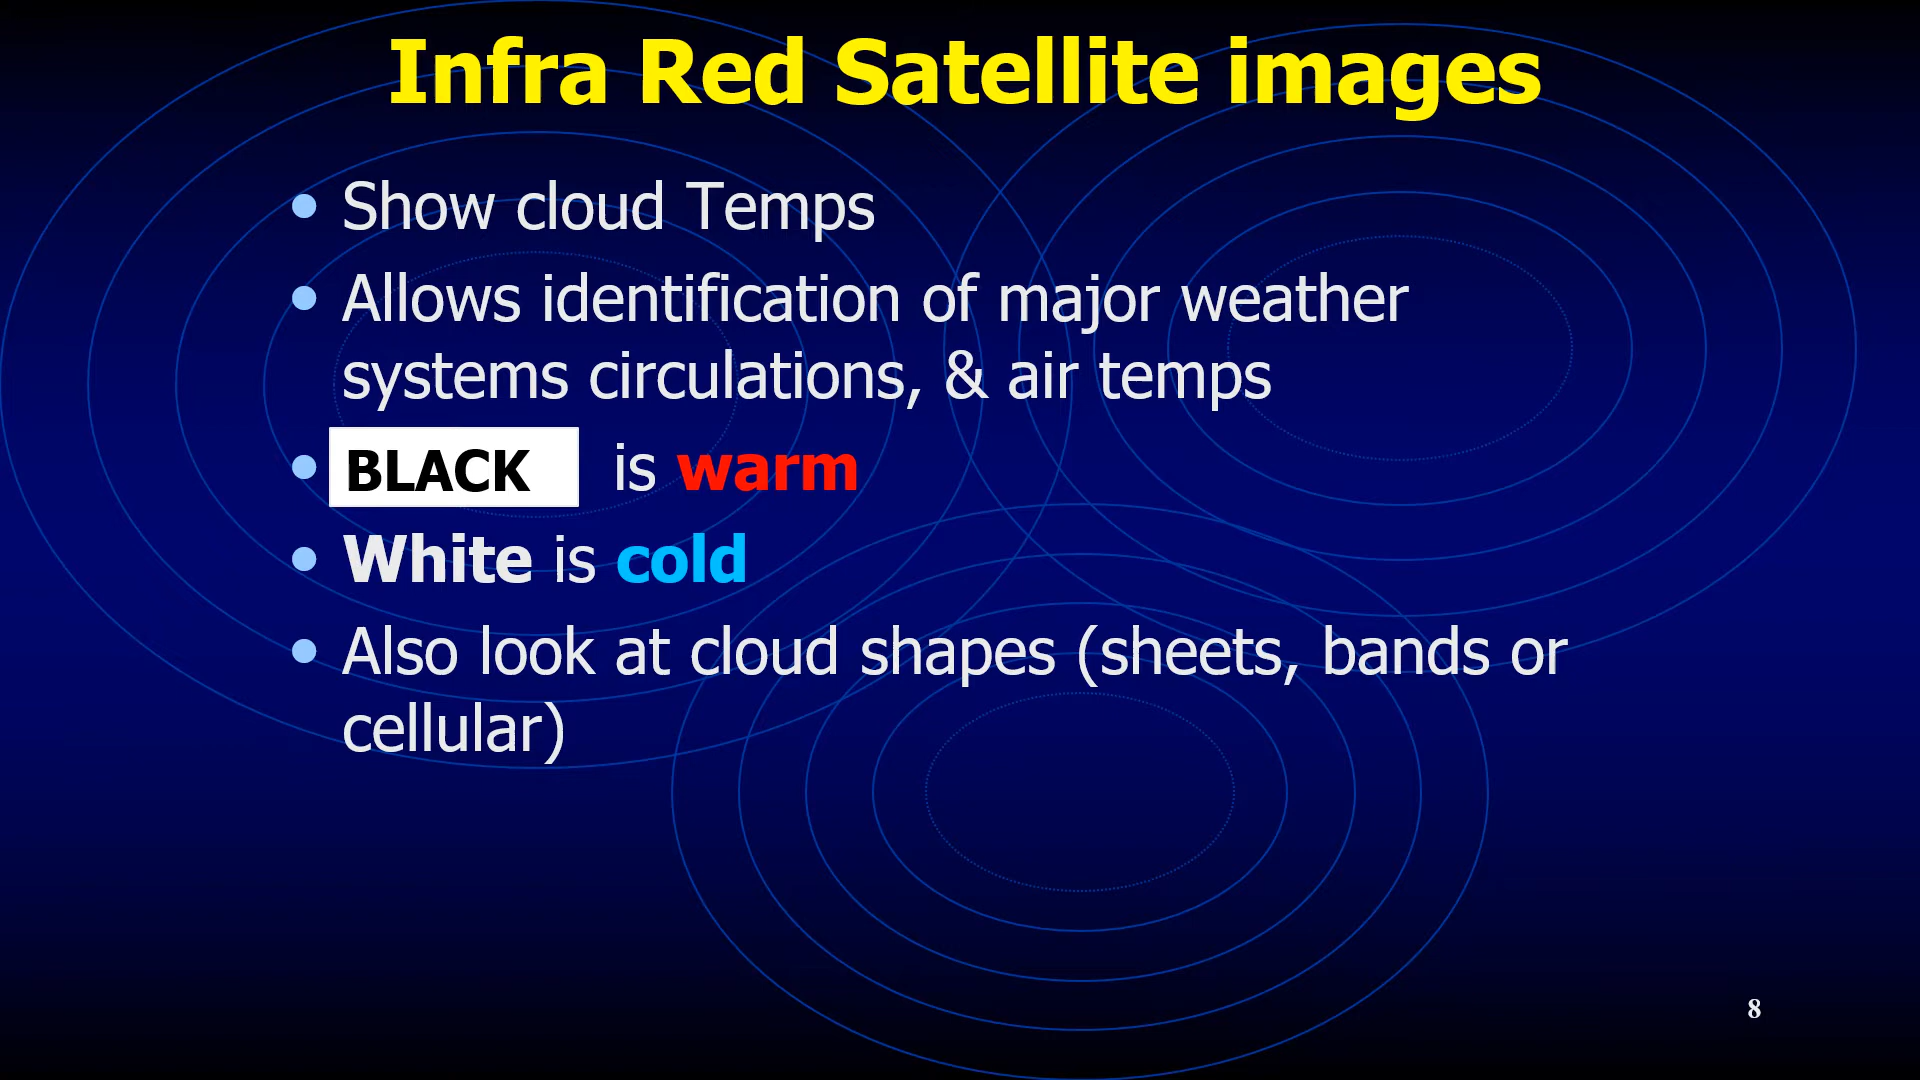 Infra Red Satellite images
• Show cloud Temps
• Allows identification of major weather
systems circulations, & air temps
• BLACK is warm
• White is cold
• Also look at cloud shapes (sheets, bands or
cellular)
8